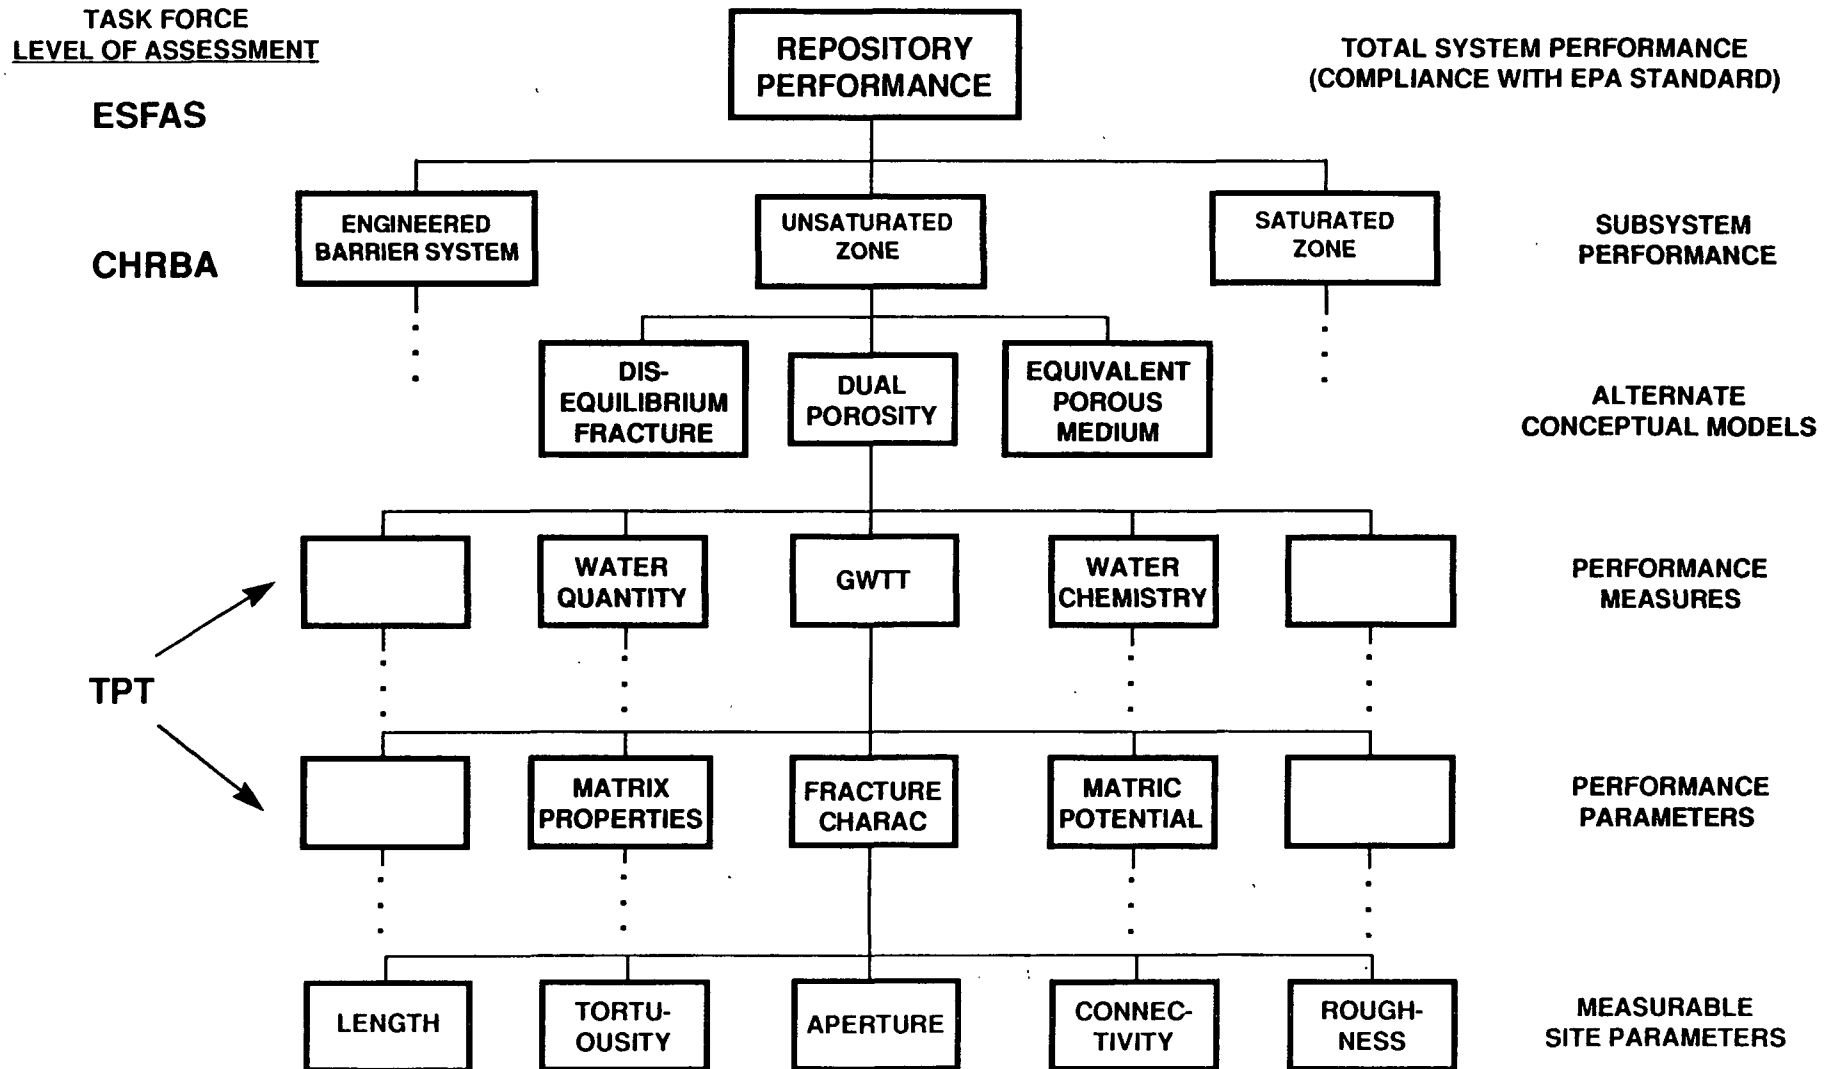 TASK FORCE
LEVEL OF ASSESSMENT
REPOSITORY
PERFORMANCE
TOTAL SYSTEM PERFORMANCE
(COMPLIANCE WITH EPA STANDARD)
ESFAS
ENGINEERED
BARRIER SYSTEM
UNSATURATED
ZONE
SATURATED
ZONE
SUBSYSTEM
PERFORMANCE
CHRBA
DIS-
EQUILIBRIUM
FRACTURE
DUAL
POROSITY
EQUIVALENT
POROUS
MEDIUM
ALTERNATE
CONCEPTUAL MODELS
WATER
QUANTITY
GWTT
WATER
CHEMISTRY
PERFORMANCE
MEASURES
TPT
MATRIX
PROPERTIES
FRACTURE
CHARAC
MATRIC
POTENTIAL
PERFORMANCE
PARAMETERS
LENGTH
TORTU-
OUSITY
APERTURE
CONNEC-
TIVITY
ROUGH-
NESS
MEASURABLE
SITE PARAMETERS